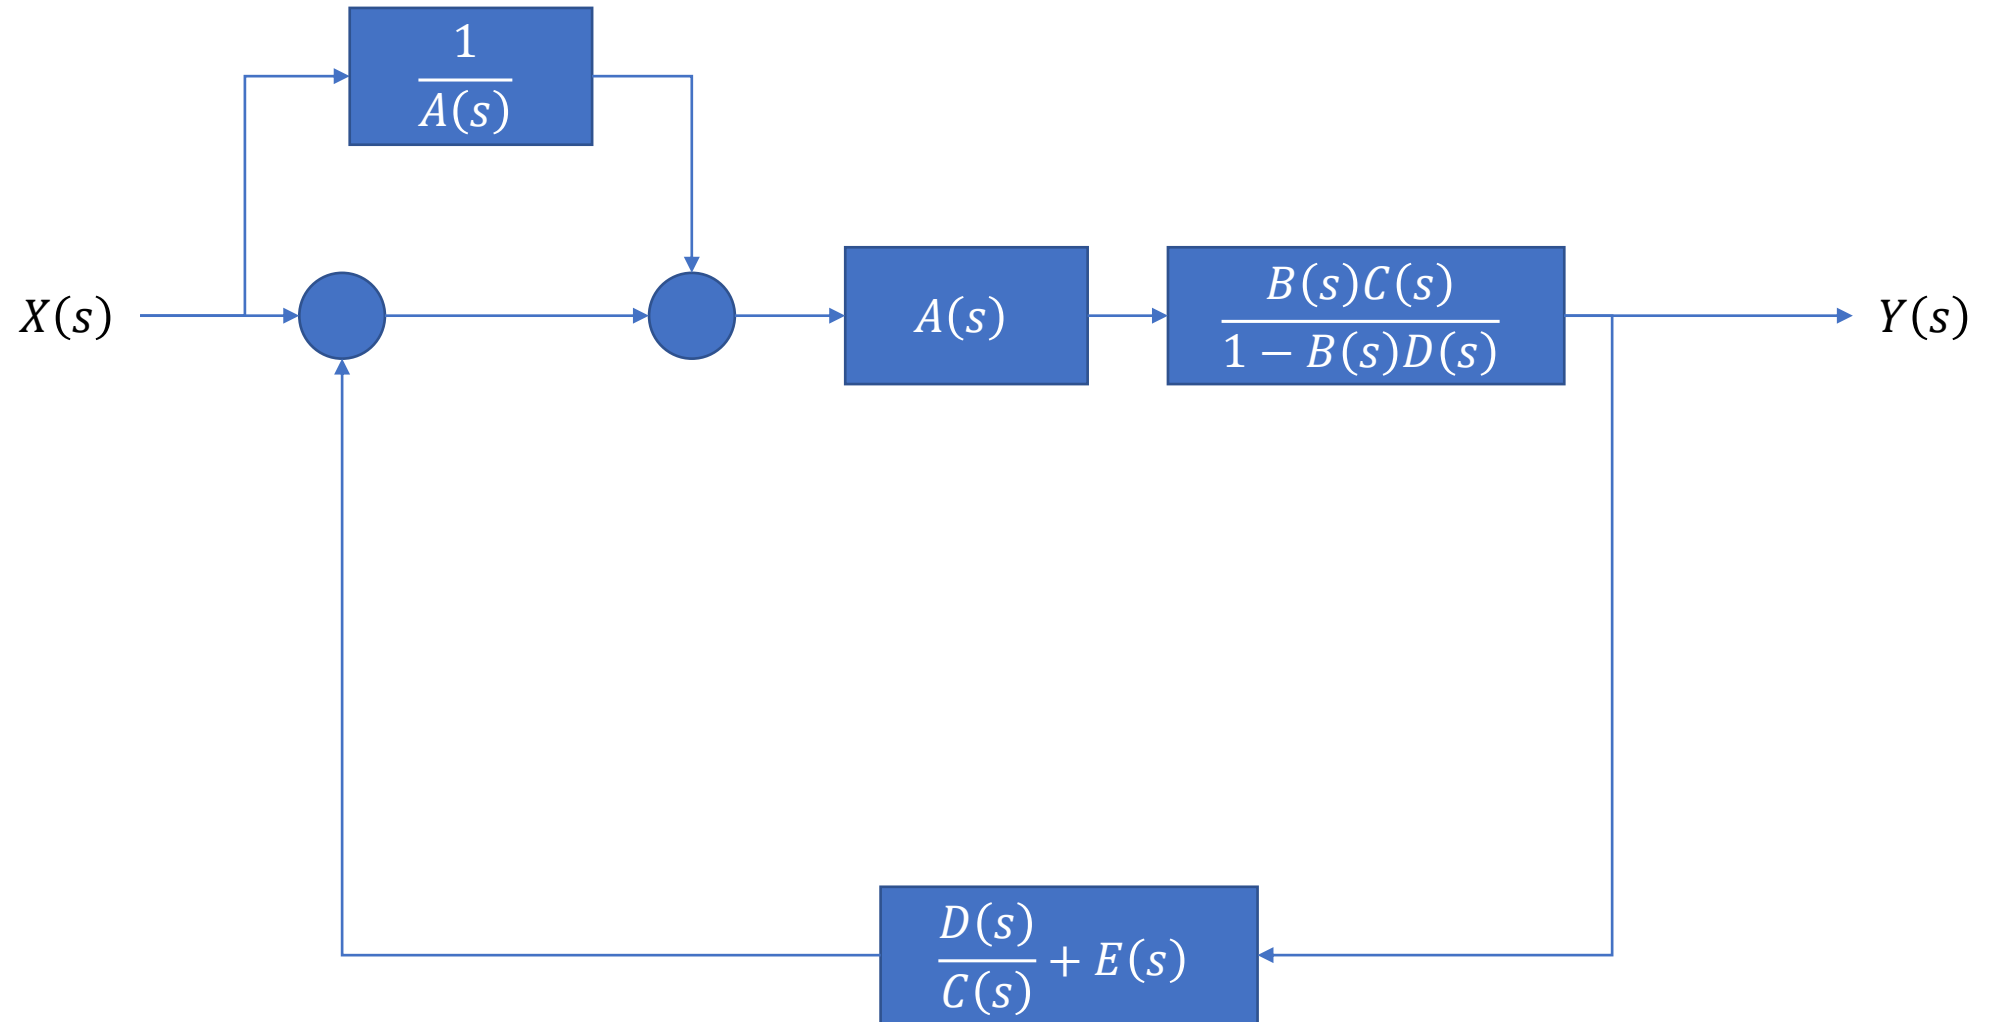 1
A(s)
X(s)
A(s)
B(s)C(s)
1 − B(s)D(s)
Y(s)
D(s)
C(s)
+ E(s)